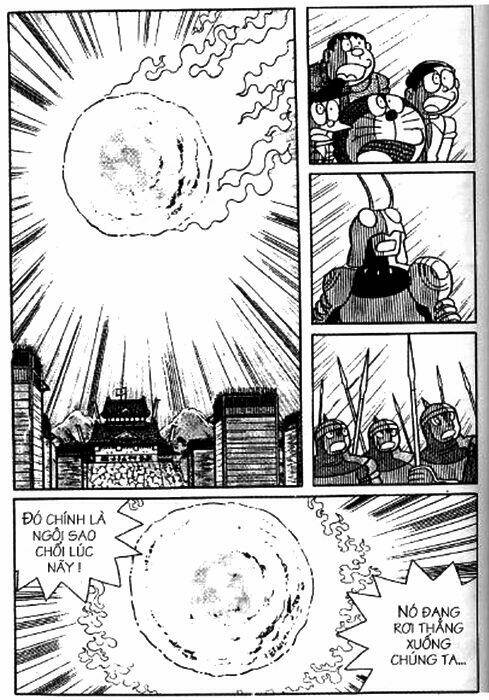 ĐÓ CHÍNH LÀ
NGÔI SAO
CHỔI LÚC
NÃY !
NÓ ĐANG
RƠI THẲNG
XUỐNG
CHÚNG TA...